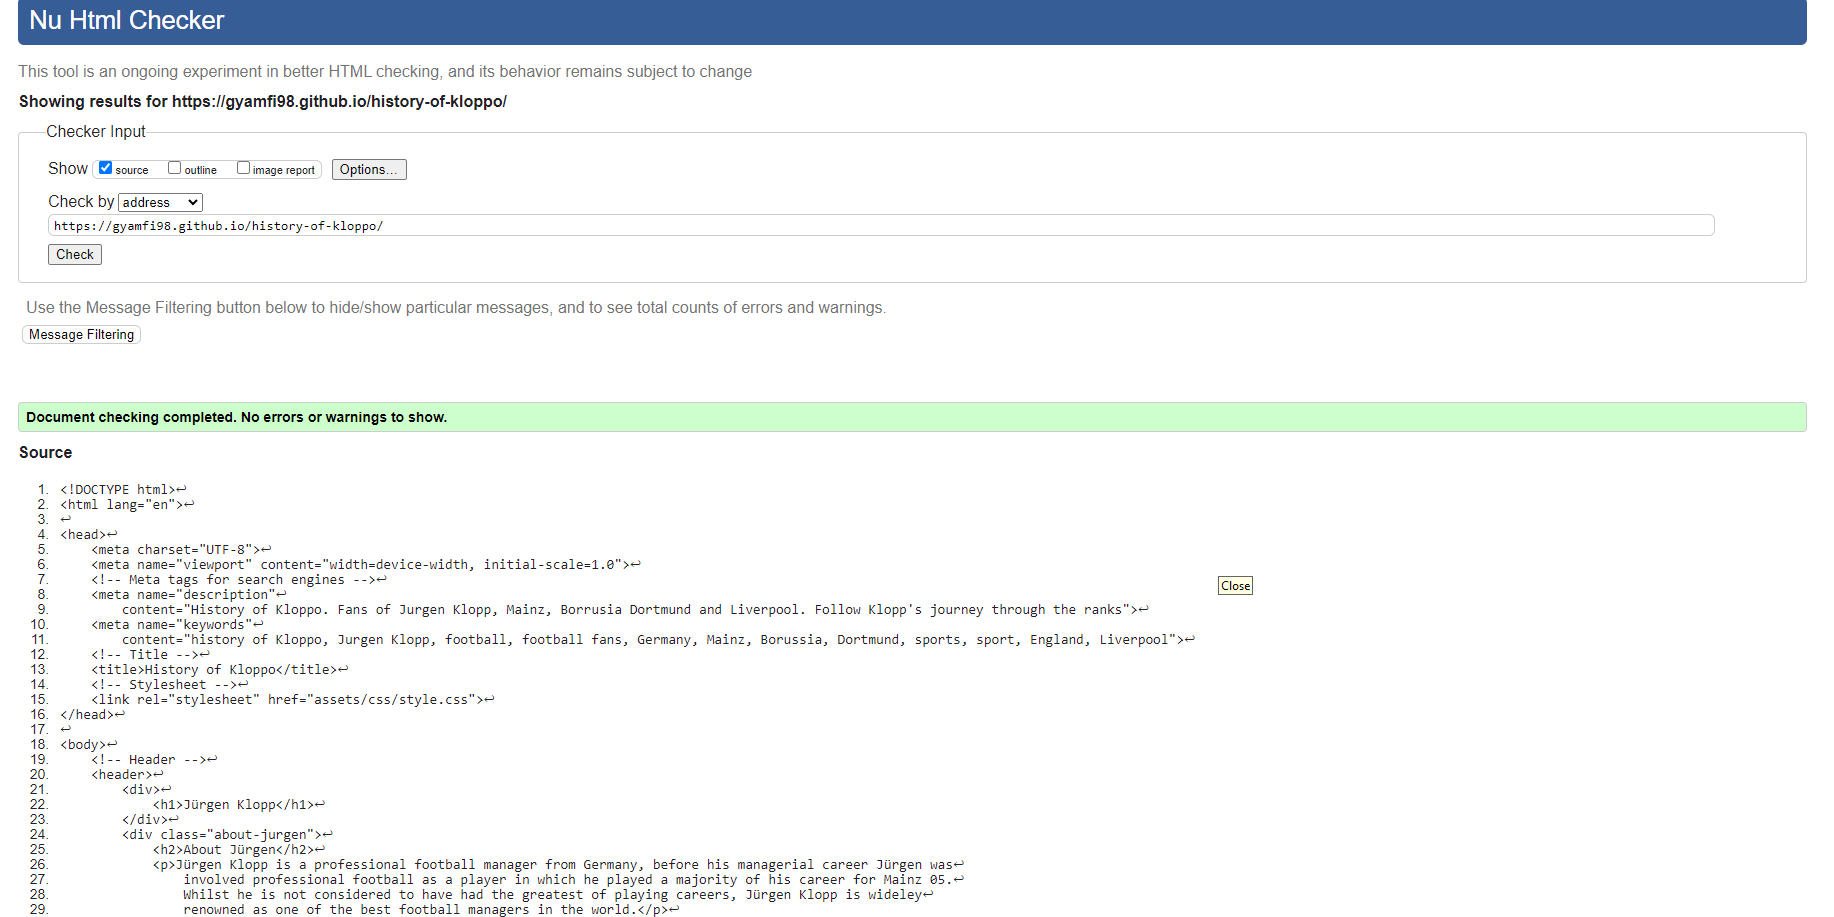 Nu Html Checker
This tool is an ongoing experiment in better HTML checking, and its behavior remains subject to change
Showing results for https://gyamfi98.github.io/history-of-kloppo/
Checker Input
Show source outline image report Options...
Check by address
https://gyamfi98.github.io/history-of-kloppo/
Check
Use the Message Filtering button below to hide/show particular messages, and to see total counts of errors and warnings.
Message Filtering
Document checking completed. No errors or warnings to show.
Source
1. <!DOCTYPE html>↩
2. <html lang="en">↩
3. ↩
4. <head>↩
5. <meta charset="UTF-8">↩
6. <meta name="viewport" content="width=device-width, initial-scale=1.0">↩
7. <!-- Meta tags for search engines -->↩
Close
8. <meta name="description"↩
9. content="History of Kloppo. Fans of Jurgen Klopp, Mainz, Borrusia Dortmund and Liverpool. Follow Klopp's journey through the ranks">↩
10. <meta name="keywords"↩
11. content="history of Kloppo, Jurgen Klopp, football, football fans, Germany, Mainz, Borussia, Dortmund, sports, sport, England, Liverpool">↩
12. <!-- Title -->↩
13. <title>History of Kloppo</title>↩
14. <!-- Stylesheet -->↩
15. <link rel="stylesheet" href="assets/css/style.css">↩
16. </head>↩
17. ↩
18. <body>↩
19. <!-- Header -->↩
20. <header>↩
21. <div>↩
22. <h1>Jürgen Klopp</h1>↩
23. </div>↩
24. <div class="about-jurgen">↩
25. <h2>About Jürgen</h2>↩
26. <p>Jürgen Klopp is a professional football manager from Germany, before his managerial career Jürgen was↩
27. involved professional football as a player in which he played a majority of his career for Mainz 05.↩
28. Whilst he is not considered to have had the greatest of playing careers, Jürgen Klopp is wideley↩
29. renowned as one of the best football managers in the world.</p>↩